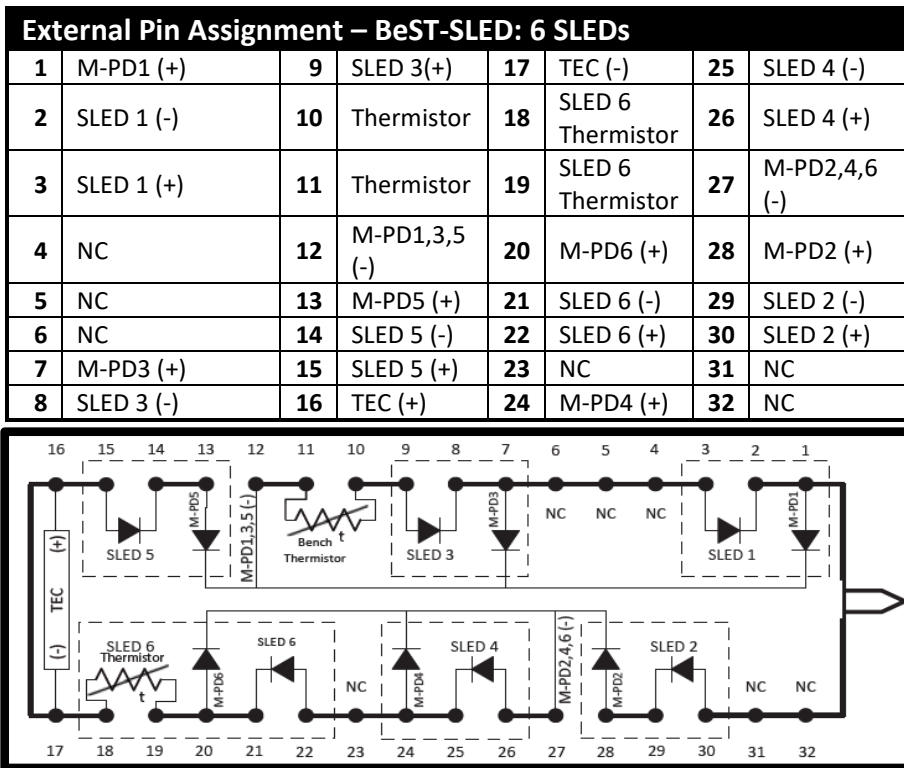 External Pin Assignment – BeST-SLED: 6 SLEDs
1 M-PD1 (+) 9 SLED 3(+) 17 TEC (-) 25 SLED 4 (-)
2 SLED 1 (-) 10 Thermistor 18 SLED 6 Thermistor 26 SLED 4 (+)
3 SLED 1 (+) 11 Thermistor 19 SLED 6 Thermistor 27 M-PD2,4,6 (-)
4 NC 12 M-PD1,3,5 (-) 20 M-PD6 (+) 28 M-PD2 (+)
5 NC 13 M-PD5 (+) 21 SLED 6 (-) 29 SLED 2 (-)
6 NC 14 SLED 5 (-) 22 SLED 6 (+) 30 SLED 2 (+)
7 M-PD3 (+) 15 SLED 5 (+) 23 NC 31 NC
8 SLED 3 (-) 16 TEC (+) 24 M-PD4 (+) 32 NC
16 15 14 13 12 11 10 9 8 7 6 5 4 3 2 1
M-PD5 M-PD1,3,5 (-) M-PD3 NC NC NC M-PD1
SLED 5 Bench t SLED 3 SLED 1
Thermistor
(+) TEC (-)
SLED 6 SLED 6 SLED 4 M-PD2,4,6 (-) SLED 2
Thermistor
t M-PD6 NC M-PD4 M-PD2 NC NC
17 18 19 20 21 22 23 24 25 26 27 28 29 30 31 32